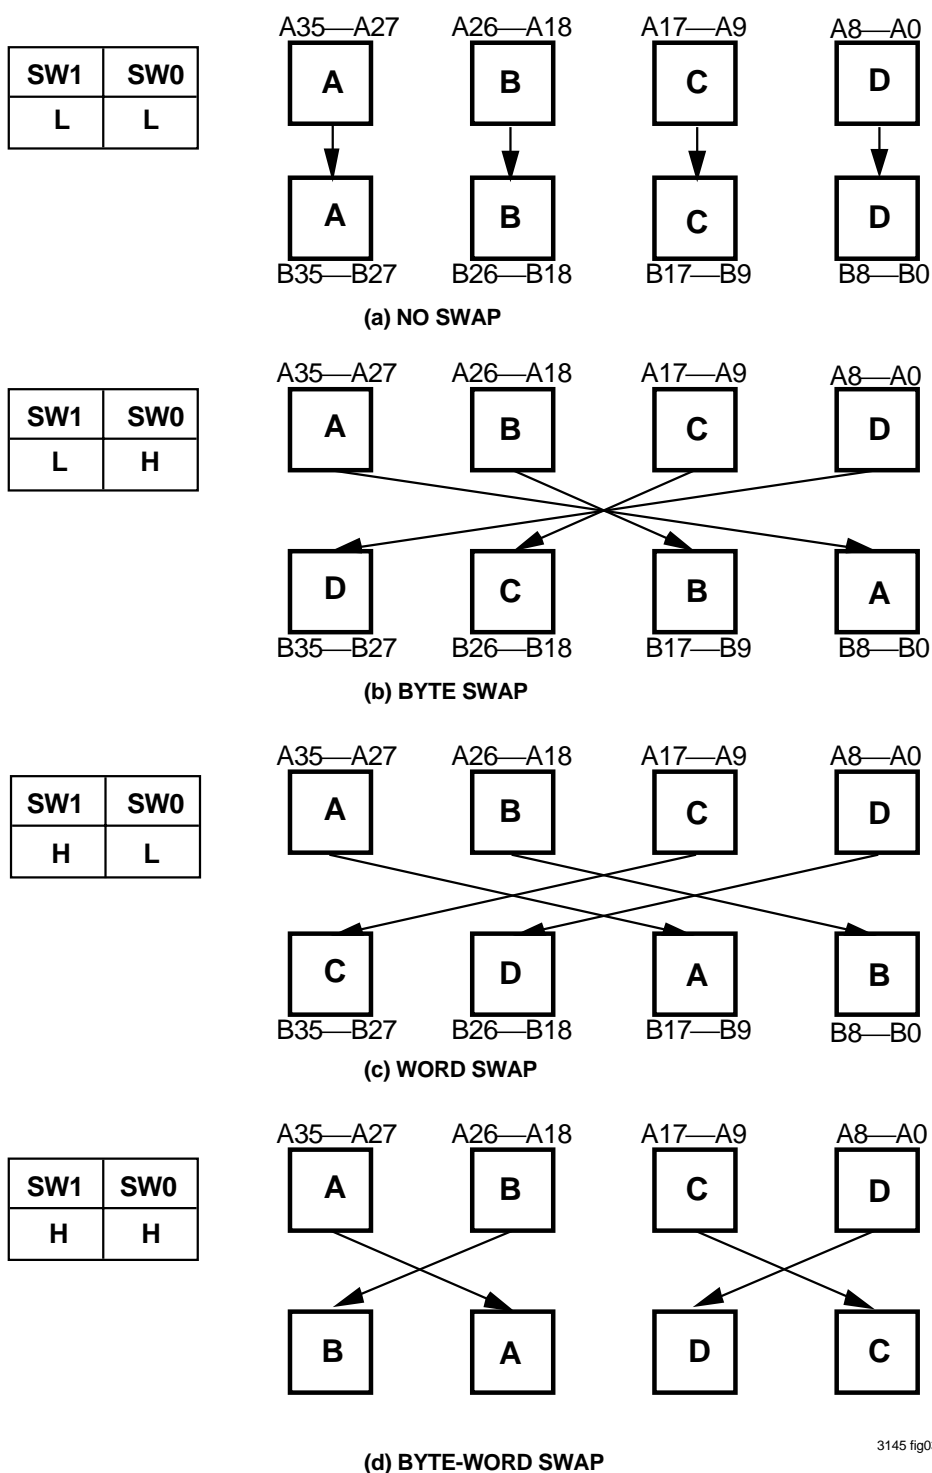 A35—A27 A26—A18 A17—A9 A8—A0
SW1 SW0
A B C D
L L
A B C D
B35—B27 B26—B18 B17—B9 B8—B0
(a) NO SWAP
A35—A27 A26—A18 A17—A9 A8—A0
SW1 SW0
A B C D
L H
D C B A
B35—B27 B26—B18 B17—B9 B8—B0
(b) BYTE SWAP
A35—A27 A26—A18 A17—A9 A8—A0
SW1 SW0
A B C D
H L
C D A B
B35—B27 B26—B18 B17—B9 B8—B0
(c) WORD SWAP
A35—A27 A26—A18 A17—A9 A8—A0
SW1 SW0
A B C D
H H
B A D C
3145 fig0
(d) BYTE-WORD SWAP